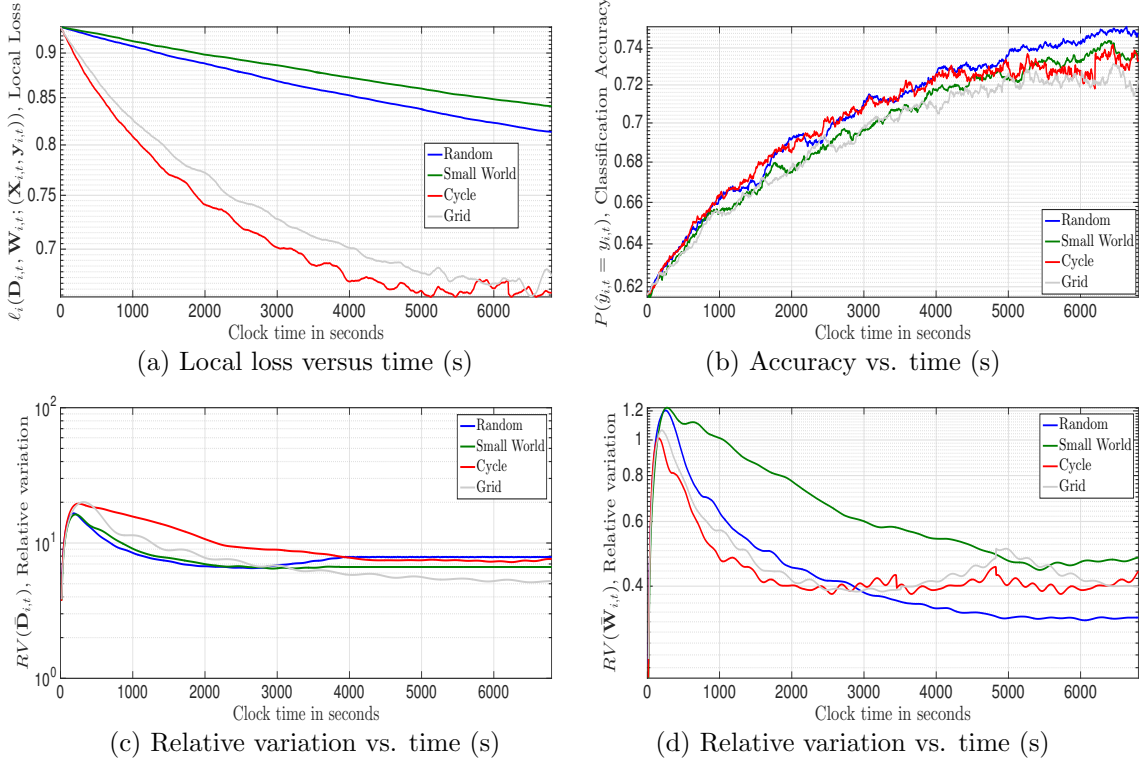 ℓ_i((D_{i,t}, W_{i,t}; (X_{i,t}, y_{i,t})), Local Loss
0.9
0.85
0.8
0.75
0.7
Random
Small World
Cycle
Grid
0 1000 2000 3000 4000 5000 6000
Clock time in seconds
(a) Local loss versus time (s)
P(ŷ_{i,t} = y_{i,t}), Classification Accuracy
0.74
0.72
0.7
0.68
0.66
0.64
0.62
Random
Small World
Cycle
Grid
0 1000 2000 3000 4000 5000 6000
Clock time in seconds
(b) Accuracy vs. time (s)
RV(D̄_{i,t}), Relative variation
10^2
10^1
10^0
Random
Small World
Cycle
Grid
0 1000 2000 3000 4000 5000 6000
Clock time in seconds
(c) Relative variation vs. time (s)
RV(W̄_{i,t}), Relative variation
1.2
1
0.8
0.6
0.4
Random
Small World
Cycle
Grid
0 1000 2000 3000 4000 5000 6000
Clock time in seconds
(d) Relative variation vs. time (s)